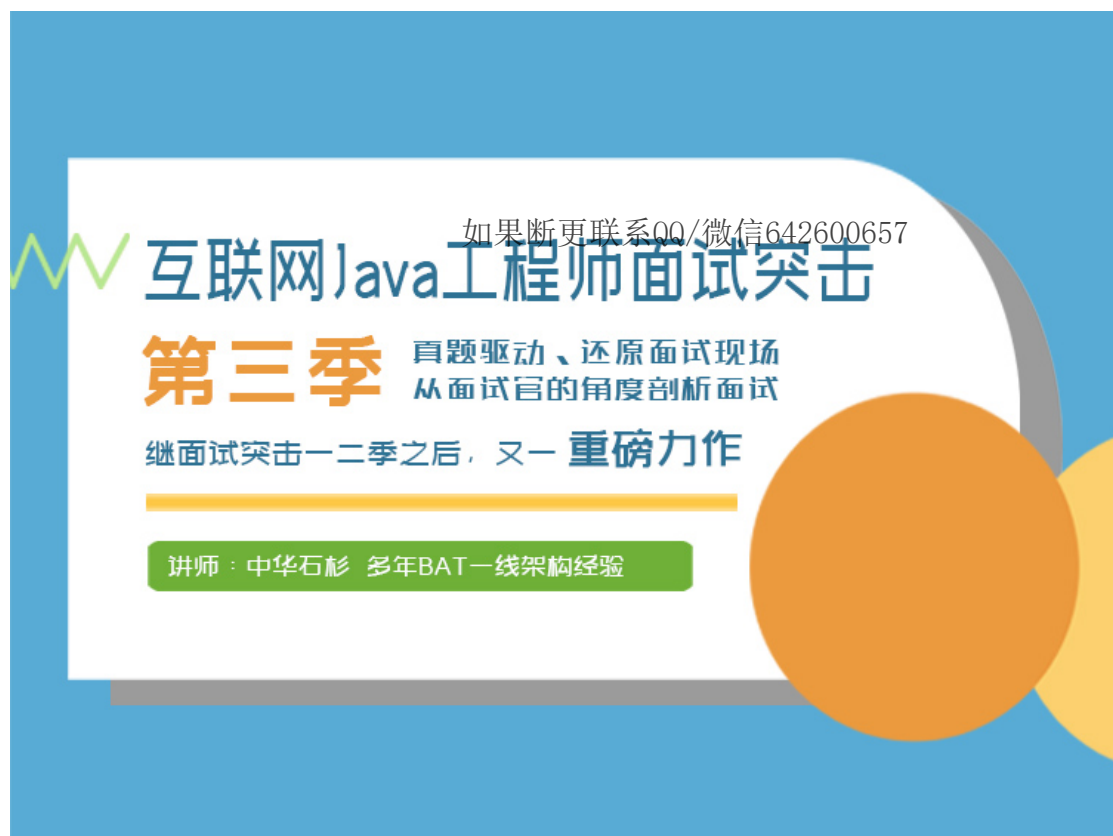 如果断更联系QQ/微信642600657
互联网Java工程师面试突击
第三季
真题驱动、还原面试现场
从面试官的角度剖析面试
继面试突击一二季之后，又一 重磅力作
讲师：中华石杉 多年BAT一线架构经验